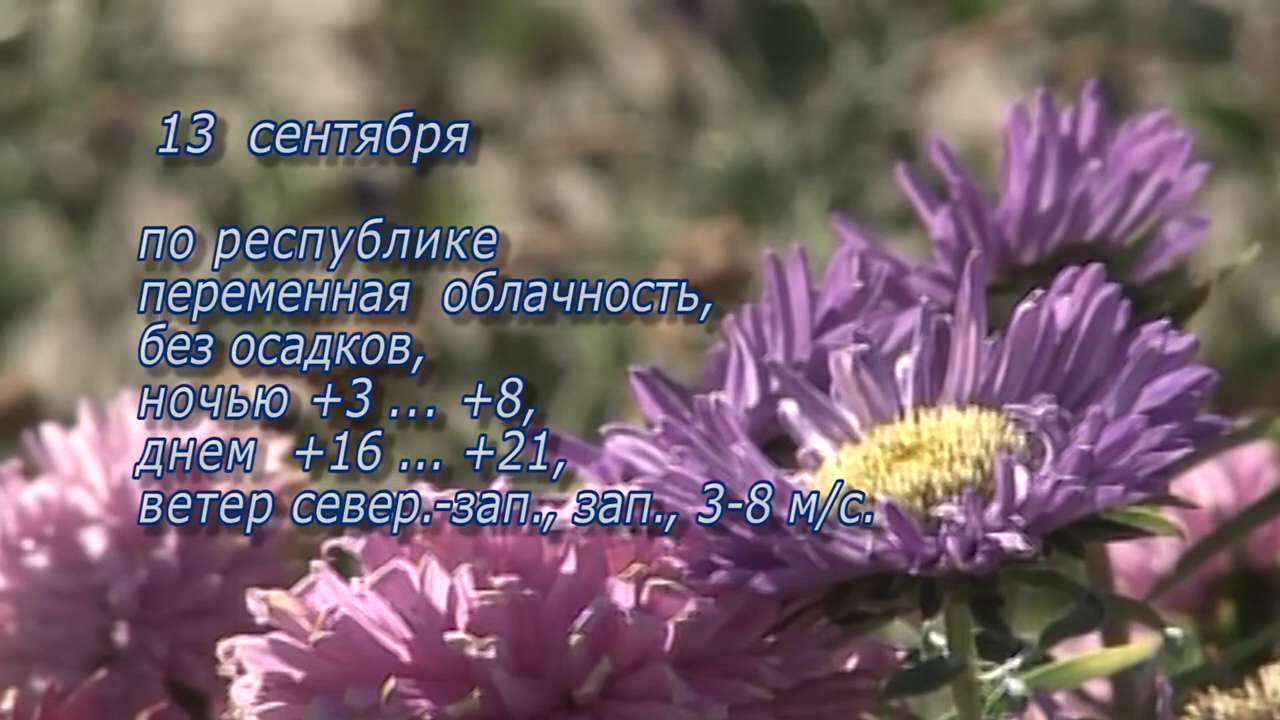 13 сентября
по республике
переменная облачность,
без осадков,
ночью +3 ... +8,
днем +16 ... +21,
ветер север.-зап., зап., 3-8 м/с.